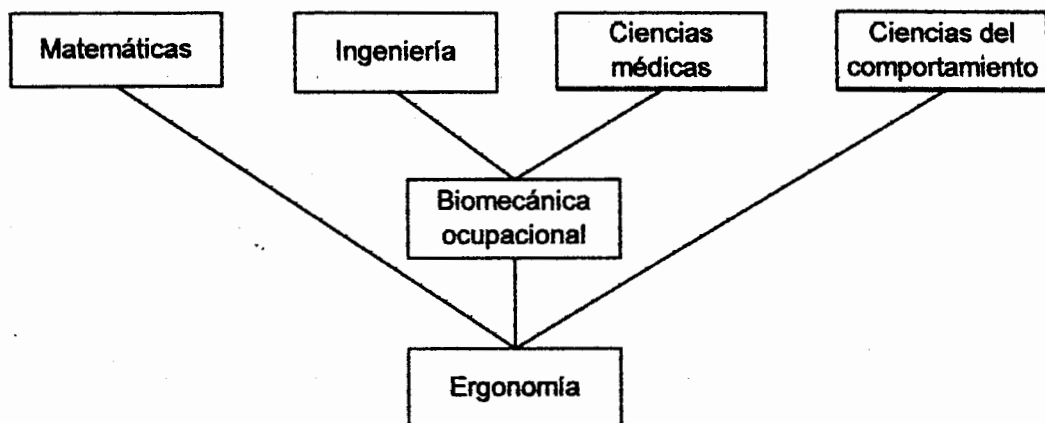 Matemáticas
Ingeniería
Ciencias
médicas
Ciencias del
comportamiento
Biomecánica
ocupacional
Ergonomía